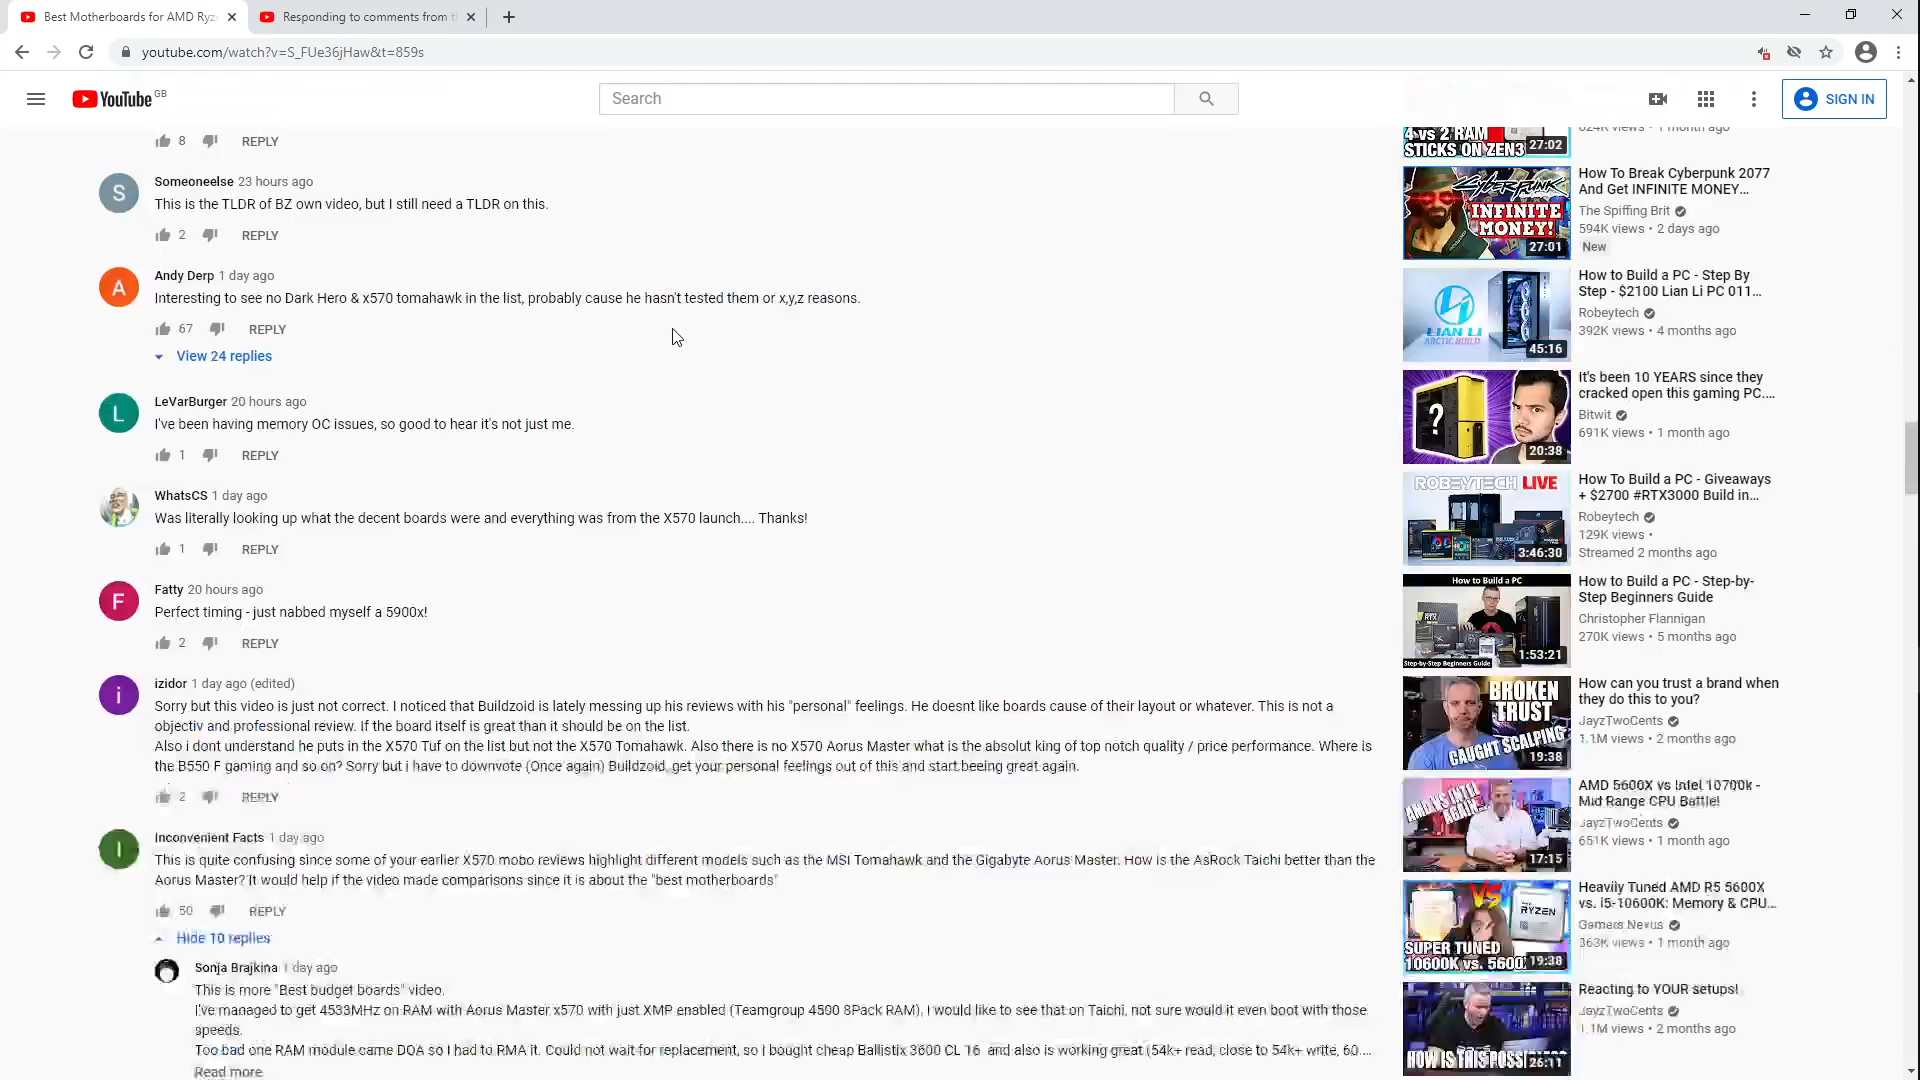 Best Motherboards for AMD Ryz
Responding to comments from t
youtube.com/watch?v=S_FUe36jHaw&t=859s
YouTube GB
Search
SIGN IN
8 REPLY
Someoneelse 23 hours ago
This is the TLDR of BZ own video, but I still need a TLDR on this.
2 REPLY
Andy Derp 1 day ago
Interesting to see no Dark Hero & x570 tomahawk in the list, probably cause he hasn't tested them or x,y,z reasons.
67 REPLY
View 24 replies
LeVarBurger 20 hours ago
I've been having memory OC issues, so good to hear it's not just me.
1 REPLY
WhatsCS 1 day ago
Was literally looking up what the decent boards were and everything was from the X570 launch.... Thanks!
1 REPLY
Fatty 20 hours ago
Perfect timing - just nabbed myself a 5900x!
2 REPLY
izidor 1 day ago (edited)
Sorry but this video is just not correct. I noticed that Buildzoid is lately messing up his reviews with his "personal" feelings. He doesnt like boards cause of their layout or whatever. This is not a
objectiv and professional review. If the board itself is great than it should be on the list.
Also i dont understand he puts in the X570 Tuf on the list but not the X570 Tomahawk. Also there is no X570 Aorus Master what is the absolut king of top notch quality / price performance. Where is
the B550 F gaming and so on? Sorry but i have to downvote (Once again) Buildzoid, get your personal feelings out of this and start beeing great again.
2 REPLY
Inconvenient Facts 1 day ago
This is quite confusing since some of your earlier X570 mobo reviews highlight different models such as the MSI Tomahawk and the Gigabyte Aorus Master. How is the AsRock Taichi better than the
Aorus Master? It would help if the video made comparisons since it is about the "best motherboards"
50 REPLY
Hide 10 replies
Sonja Brajkina 1 day ago
This is more "Best budget boards" video.
I've managed to get 4533MHz on RAM with Aorus Master x570 with just XMP enabled (Teamgroup 4500 8Pack RAM), I would like to see that on Taichi, not sure would it even boot with those
speeds.
Too bad one RAM module came DOA so I had to RMA it. Could not wait for replacement, so I bought cheap Ballistix 3600 CL 16 and also is working great (54k+ read, close to 54k+ write, 60....
Read more
4 vs 2 RAM
STICKS ON ZEN3
27:02
624K views • 1 month ago
CYBERPUNK
INFINITE
MONEY!
27:01
How To Break Cyberpunk 2077
And Get INFINITE MONEY...
The Spiffing Brit
594K views • 2 days ago
New
LIAN LI
ARCTIC BUILD
45:16
How to Build a PC - Step By
Step - $2100 Lian Li PC 011...
Robeytech
392K views • 4 months ago
?
20:38
It's been 10 YEARS since they
cracked open this gaming PC....
Bitwit
691K views • 1 month ago
ROBEYTECH LIVE
3:46:30
How To Build a PC - Giveaways
+ $2700 #RTX3000 Build in...
Robeytech
129K views •
Streamed 2 months ago
How to Build a PC
Step-by-Step Beginners Guide
1:53:21
How to Build a PC - Step-by-
Step Beginners Guide
Christopher Flannigan
270K views • 5 months ago
BROKEN
TRUST
CAUGHT SCALPING
19:38
How can you trust a brand when
they do this to you?
JayzTwoCents
1.1M views • 2 months ago
AMD VS INTEL
AGAIN...
17:15
AMD 5600X vs Intel 10700k -
Mid Range CPU Battle!
JayzTwoCents
651K views • 1 month ago
VS
RYZEN
SUPER TUNED
10600K vs. 5600
19:38
Heavily Tuned AMD R5 5600X
vs. i5-10600K: Memory & CPU...
Gamers Nexus
363K views • 1 month ago
HOW IS THIS POSSIBLE
26:11
Reacting to YOUR setups!
JayzTwoCents
1.1M views • 2 months ago